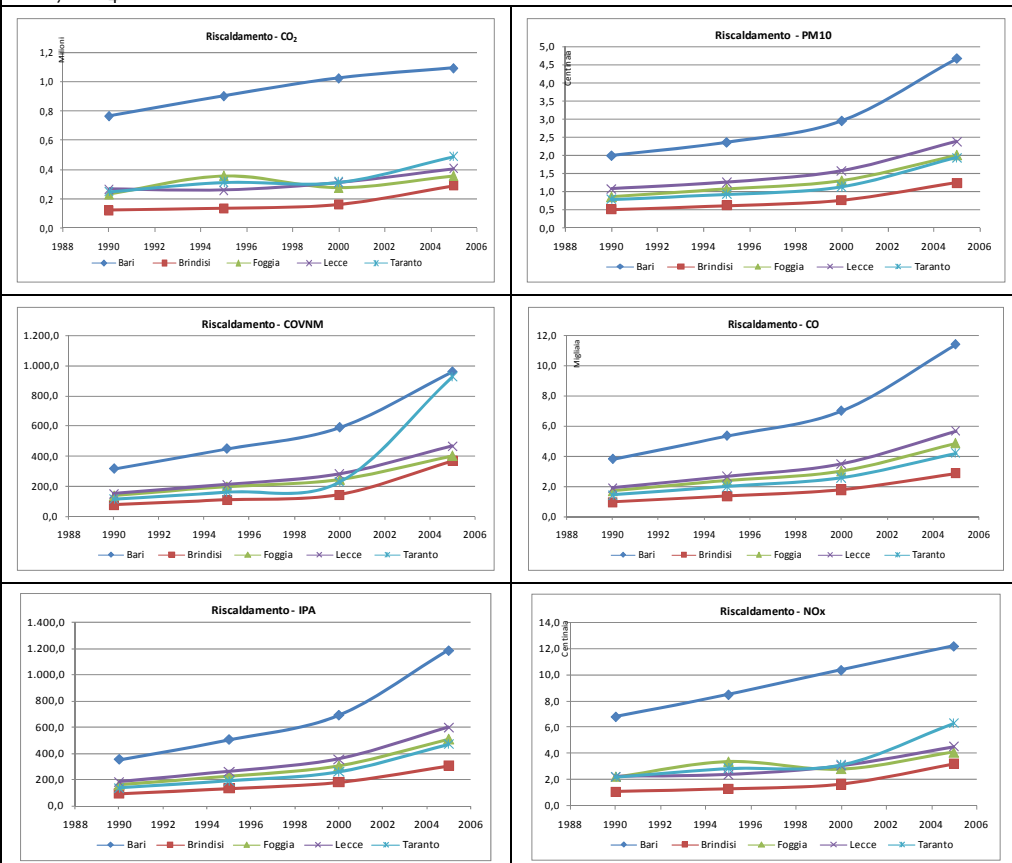 Riscaldamento - CO₂
Milioni
1,2
1,0
0,8
0,6
0,4
0,2
0,0
1988 1990 1992 1994 1996 1998 2000 2002 2004 2006
Bari Brindisi Foggia Lecce Taranto
Riscaldamento - PM10
Centinaia
5,0
4,5
4,0
3,5
3,0
2,5
2,0
1,5
1,0
0,5
0,0
1988 1990 1992 1994 1996 1998 2000 2002 2004 2006
Bari Brindisi Foggia Lecce Taranto
Riscaldamento - COVNM
1.200,0
1.000,0
800,0
600,0
400,0
200,0
0,0
1988 1990 1992 1994 1996 1998 2000 2002 2004 2006
Bari Brindisi Foggia Lecce Taranto
Riscaldamento - CO
Migliaia
12,0
10,0
8,0
6,0
4,0
2,0
0,0
1988 1990 1992 1994 1996 1998 2000 2002 2004 2006
Bari Brindisi Foggia Lecce Taranto
Riscaldamento - IPA
1.400,0
1.200,0
1.000,0
800,0
600,0
400,0
200,0
0,0
1988 1990 1992 1994 1996 1998 2000 2002 2004 2006
Bari Brindisi Foggia Lecce Taranto
Riscaldamento - NOx
Centinaia
14,0
12,0
10,0
8,0
6,0
4,0
2,0
0,0
1988 1990 1992 1994 1996 1998 2000 2002 2004 2006
Bari Brindisi Foggia Lecce Taranto